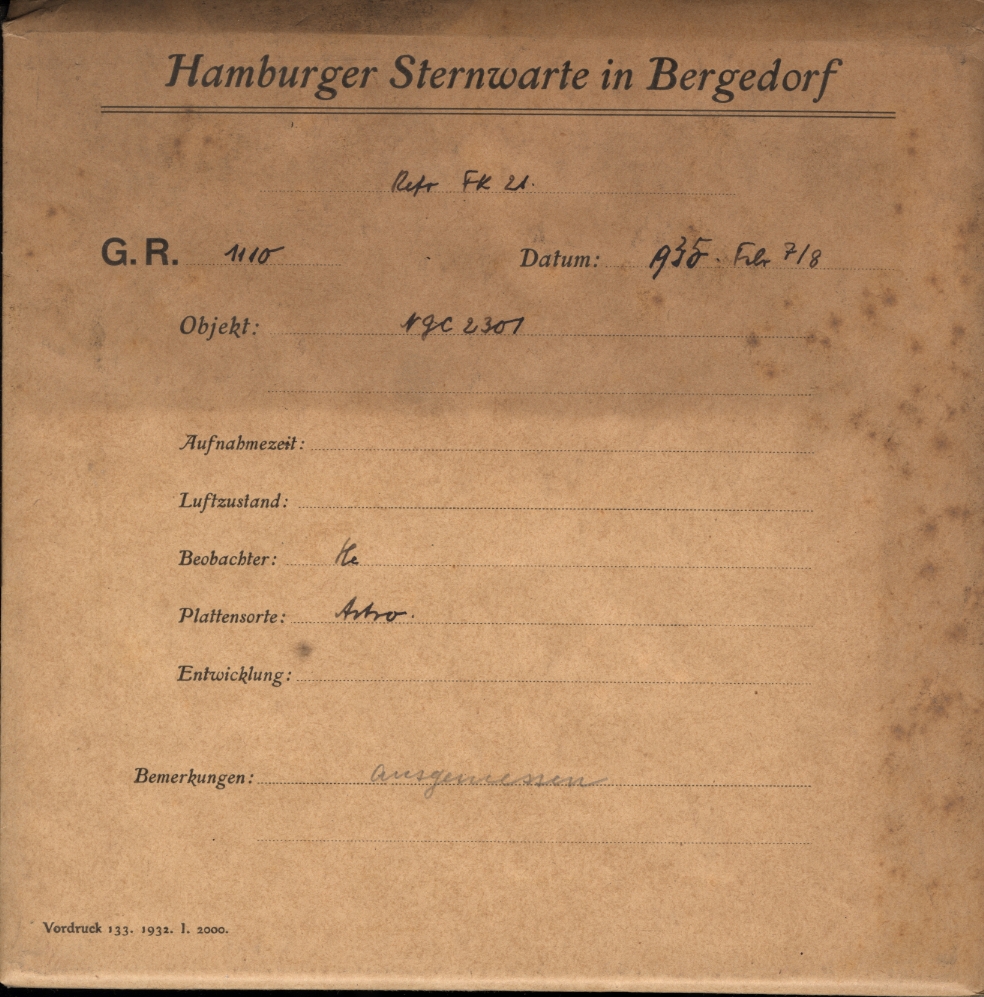 Hamburger Sternwarte in Bergedorf
Refr FK 21.
G. R. 1110 Datum: 935. Febr 7/8
Objekt: NGC 2301
Aufnahmezeit:
Luftzustand:
Beobachter: He
Plattensorte: Astro.
Entwicklung:
Bemerkungen: ausgemessen
Vordruck 133. 1932. I. 2000.